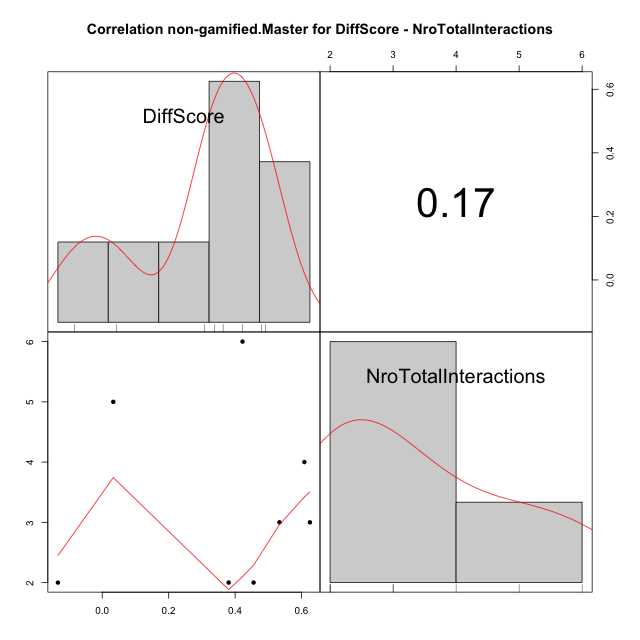 Correlation non-gamified.Master for DiffScore - NroTotalInteractions
2 3 4 5 6
DiffScore
0.17
0.6
0.4
0.2
0.0
NroTotalInteractions
6
5
4
3
2
0.0 0.2 0.4 0.6